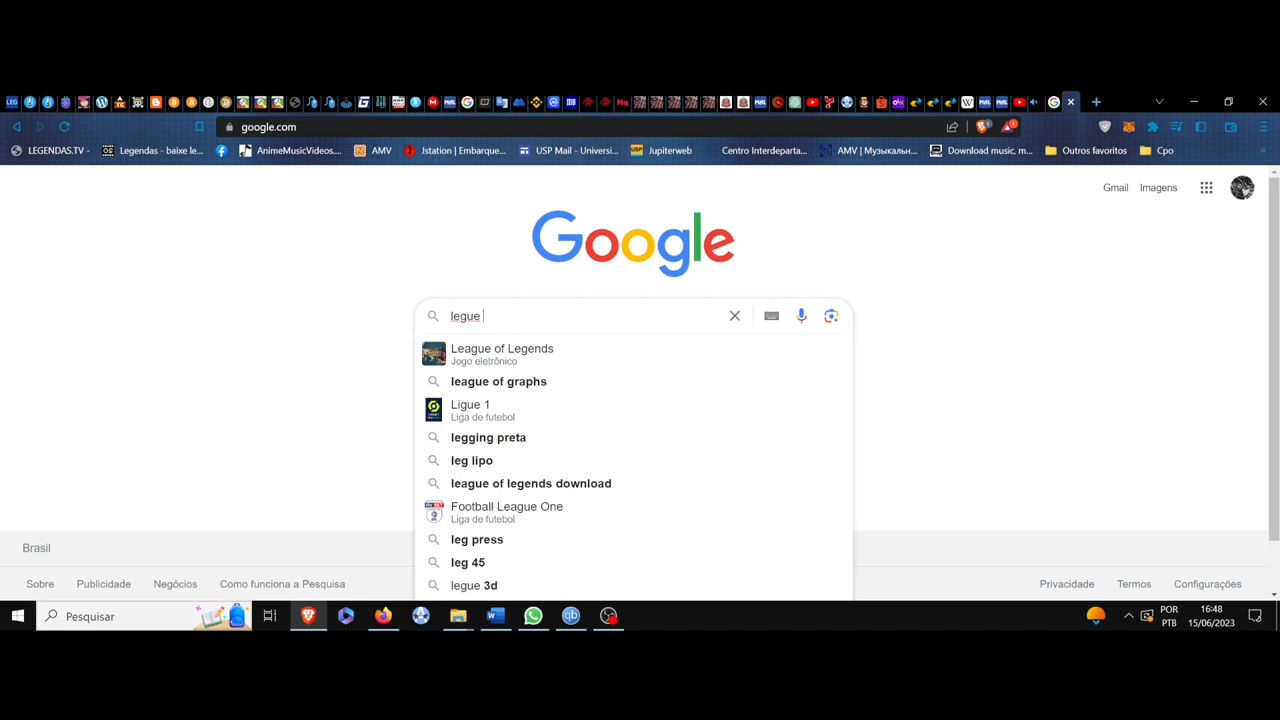 google.com
LEGENDAS.TV - Legendas - baixe le... AnimeMusicVideos.... AMV Jstation | Embarque... USP Mail - Universi... Jupiterweb Centro Interdeparta... AMV | Музыкальн... Download music, m... Outros favoritos Cpo
Gmail Imagens
Google
legue
League of Legends
Jogo eletrônico
league of graphs
Ligue 1
Liga de futebol
legging preta
leg lipo
league of legends download
Football League One
Liga de futebol
leg press
leg 45
legue 3d
Brasil
Sobre Publicidade Negócios Como funciona a Pesquisa Privacidade Termos Configurações
Pesquisar
POR
PTB
16:48
15/06/2023